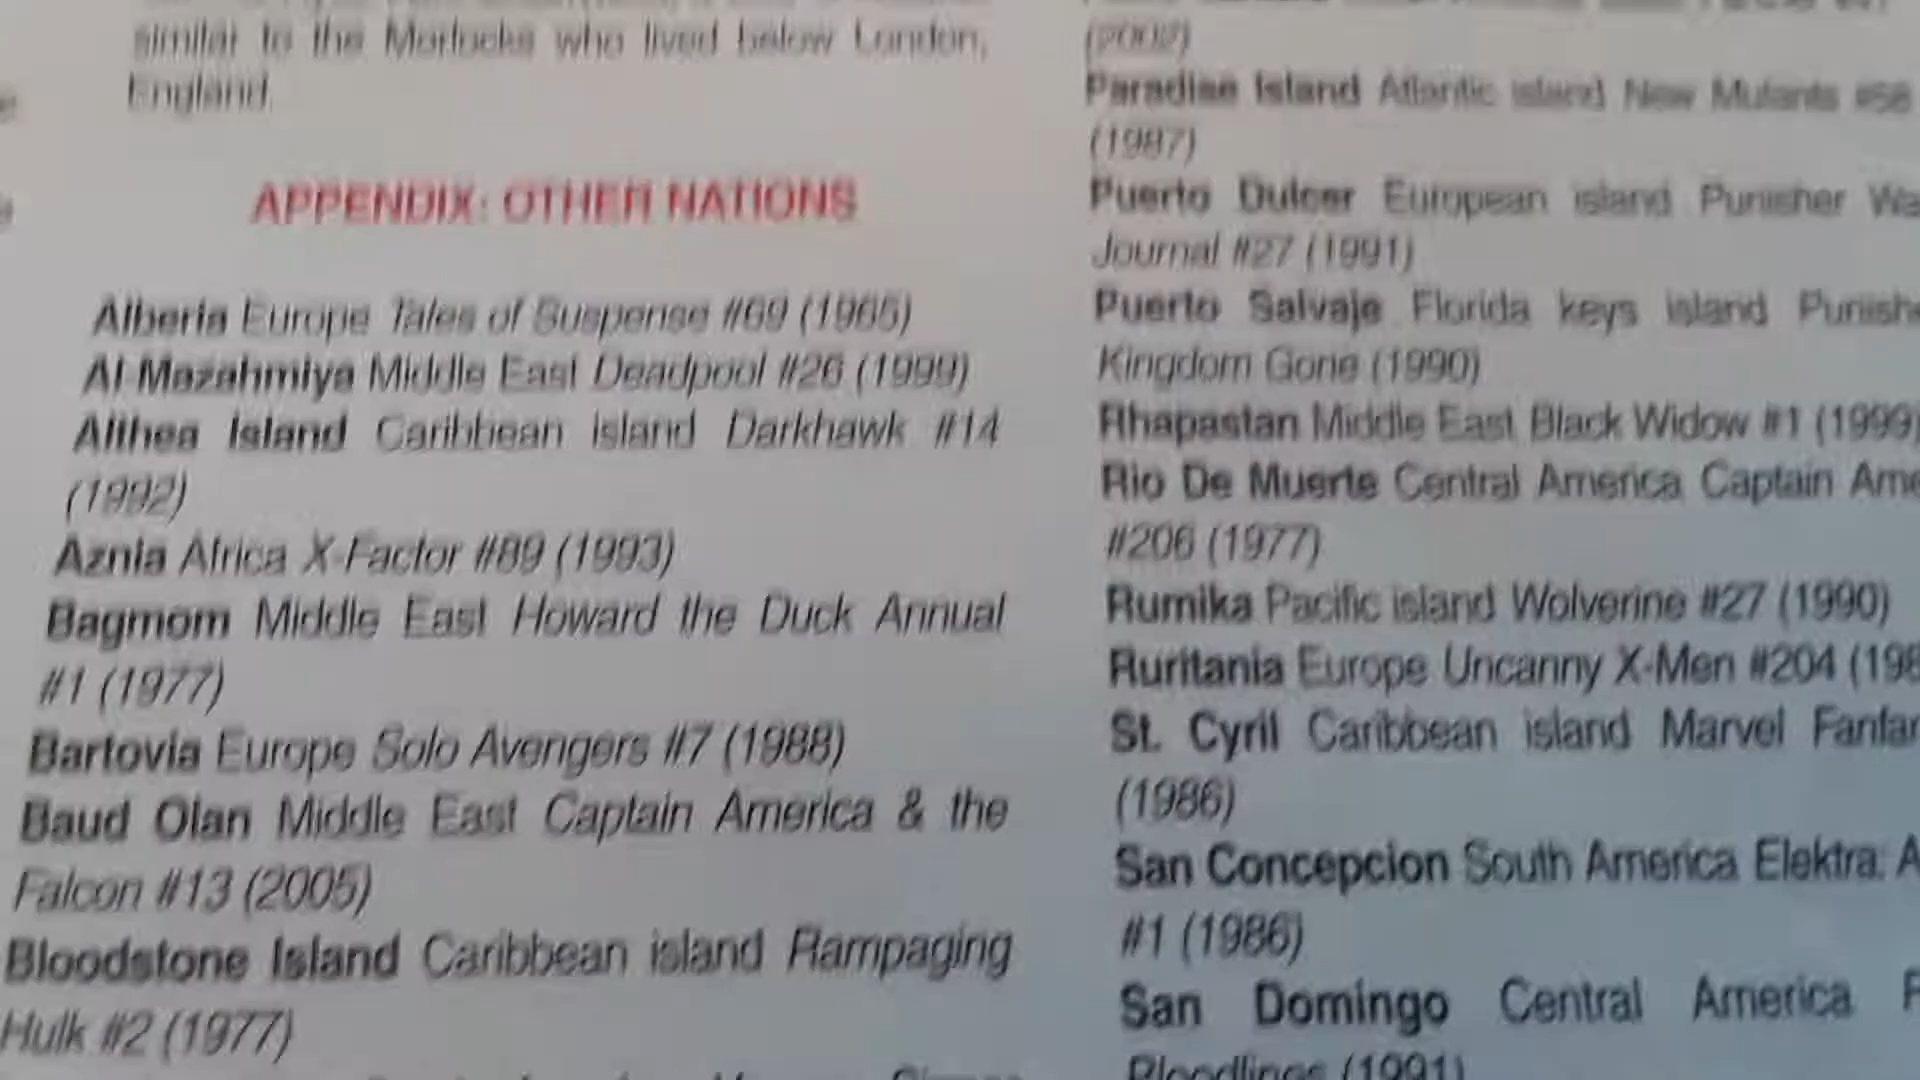 similar to the Morlocks who lived below London,
England.
APPENDIX: OTHER NATIONS
Alberia Europe Tales of Suspense #69 (1965)
Al-Mazahmiya Middle East Deadpool #26 (1999)
Althea Island Caribbean island Darkhawk #14
(1992)
Aznia Africa X-Factor #89 (1993)
Bagmom Middle East Howard the Duck Annual
#1 (1977)
Bartovia Europe Solo Avengers #7 (1988)
Baud Olan Middle East Captain America & the
Falcon #13 (2005)
Bloodstone Island Caribbean island Rampaging
Hulk #2 (1977)
(2002)
Paradise Island Atlantic island New Mutants #58
(1987)
Puerto Dulcer European island Punisher
Journal #27 (1991)
Puerto Salvaje Florida keys island
Kingdom Gone (1990)
Rhapastan Middle East Black Widow #1 (1999)
Rio De Muerte Central America Captain
#206 (1977)
Rumika Pacific island Wolverine #27 (1990)
Ruritania Europe Uncanny X-Men #204
St. Cyril Caribbean island Marvel
(1986)
San Concepcion South America Elektra:
#1 (1986)
San Domingo Central America
Bloodlines (1991)